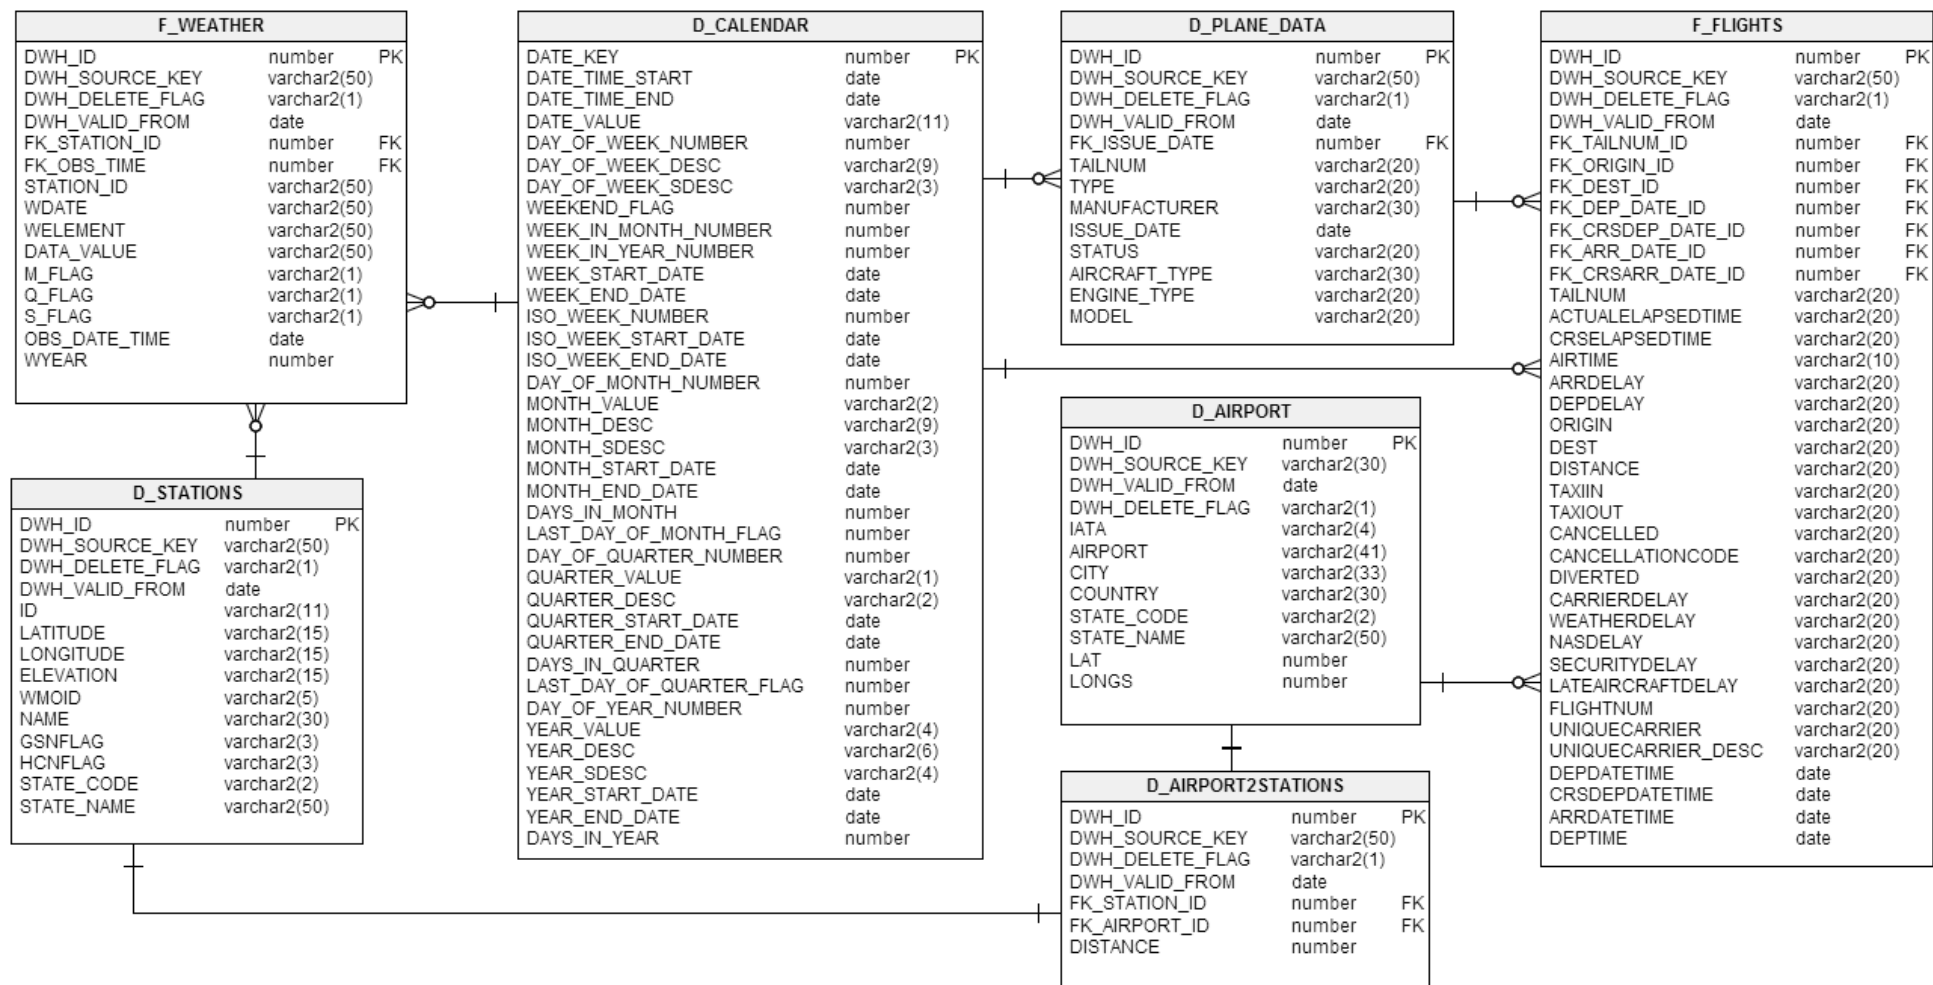 F_WEATHER
DWH_ID number PK
DWH_SOURCE_KEY varchar2(50)
DWH_DELETE_FLAG varchar2(1)
DWH_VALID_FROM date
FK_STATION_ID number FK
FK_OBS_TIME number FK
STATION_ID varchar2(50)
WDATE varchar2(50)
WELEMENT varchar2(50)
DATA_VALUE varchar2(50)
M_FLAG varchar2(1)
Q_FLAG varchar2(1)
S_FLAG varchar2(1)
OBS_DATE_TIME date
WYEAR number
D_STATIONS
DWH_ID number PK
DWH_SOURCE_KEY varchar2(50)
DWH_DELETE_FLAG varchar2(1)
DWH_VALID_FROM date
ID varchar2(11)
LATITUDE varchar2(15)
LONGITUDE varchar2(15)
ELEVATION varchar2(15)
WMOID varchar2(5)
NAME varchar2(30)
GSNFLAG varchar2(3)
HCNFLAG varchar2(3)
STATE_CODE varchar2(2)
STATE_NAME varchar2(50)
D_CALENDAR
DATE_KEY number PK
DATE_TIME_START date
DATE_TIME_END date
DATE_VALUE varchar2(11)
DAY_OF_WEEK_NUMBER number
DAY_OF_WEEK_DESC varchar2(9)
DAY_OF_WEEK_SDESC varchar2(3)
WEEKEND_FLAG number
WEEK_IN_MONTH_NUMBER number
WEEK_IN_YEAR_NUMBER number
WEEK_START_DATE date
WEEK_END_DATE date
ISO_WEEK_NUMBER number
ISO_WEEK_START_DATE date
ISO_WEEK_END_DATE date
DAY_OF_MONTH_NUMBER number
MONTH_VALUE varchar2(2)
MONTH_DESC varchar2(9)
MONTH_SDESC varchar2(3)
MONTH_START_DATE date
MONTH_END_DATE date
DAYS_IN_MONTH number
LAST_DAY_OF_MONTH_FLAG number
DAY_OF_QUARTER_NUMBER number
QUARTER_VALUE varchar2(1)
QUARTER_DESC varchar2(2)
QUARTER_START_DATE date
QUARTER_END_DATE date
DAYS_IN_QUARTER number
LAST_DAY_OF_QUARTER_FLAG number
DAY_OF_YEAR_NUMBER number
YEAR_VALUE varchar2(4)
YEAR_DESC varchar2(6)
YEAR_SDESC varchar2(4)
YEAR_START_DATE date
YEAR_END_DATE date
DAYS_IN_YEAR number
D_PLANE_DATA
DWH_ID number PK
DWH_SOURCE_KEY varchar2(50)
DWH_DELETE_FLAG varchar2(1)
DWH_VALID_FROM date
FK_ISSUE_DATE number FK
TAILNUM varchar2(20)
TYPE varchar2(20)
MANUFACTURER varchar2(30)
ISSUE_DATE date
STATUS varchar2(20)
AIRCRAFT_TYPE varchar2(30)
ENGINE_TYPE varchar2(20)
MODEL varchar2(20)
D_AIRPORT
DWH_ID number PK
DWH_SOURCE_KEY varchar2(30)
DWH_VALID_FROM date
DWH_DELETE_FLAG varchar2(1)
IATA varchar2(4)
AIRPORT varchar2(41)
CITY varchar2(33)
COUNTRY varchar2(30)
STATE_CODE varchar2(2)
STATE_NAME varchar2(50)
LAT number
LONGS number
D_AIRPORT2STATIONS
DWH_ID number PK
DWH_SOURCE_KEY varchar2(50)
DWH_DELETE_FLAG varchar2(1)
DWH_VALID_FROM date
FK_STATION_ID number FK
FK_AIRPORT_ID number FK
DISTANCE number
F_FLIGHTS
DWH_ID number PK
DWH_SOURCE_KEY varchar2(50)
DWH_DELETE_FLAG varchar2(1)
DWH_VALID_FROM date
FK_TAILNUM_ID number FK
FK_ORIGIN_ID number FK
FK_DEST_ID number FK
FK_DEP_DATE_ID number FK
FK_CRSDEP_DATE_ID number FK
FK_ARR_DATE_ID number FK
FK_CRSARR_DATE_ID number FK
TAILNUM varchar2(20)
ACTUALELAPSEDTIME varchar2(20)
CRSELAPSEDTIME varchar2(20)
AIRTIME varchar2(10)
ARRDELAY varchar2(20)
DEPDELAY varchar2(20)
ORIGIN varchar2(20)
DEST varchar2(20)
DISTANCE varchar2(20)
TAXIIN varchar2(20)
TAXIOUT varchar2(20)
CANCELLED varchar2(20)
CANCELLATIONCODE varchar2(20)
DIVERTED varchar2(20)
CARRIERDELAY varchar2(20)
WEATHERDELAY varchar2(20)
NASDELAY varchar2(20)
SECURITYDELAY varchar2(20)
LATEAIRCRAFTDELAY varchar2(20)
FLIGHTNUM varchar2(20)
UNIQUECARRIER varchar2(20)
UNIQUECARRIER_DESC varchar2(20)
DEPDATETIME date
CRSDEPDATETIME date
ARRDATETIME date
DEPTIME date